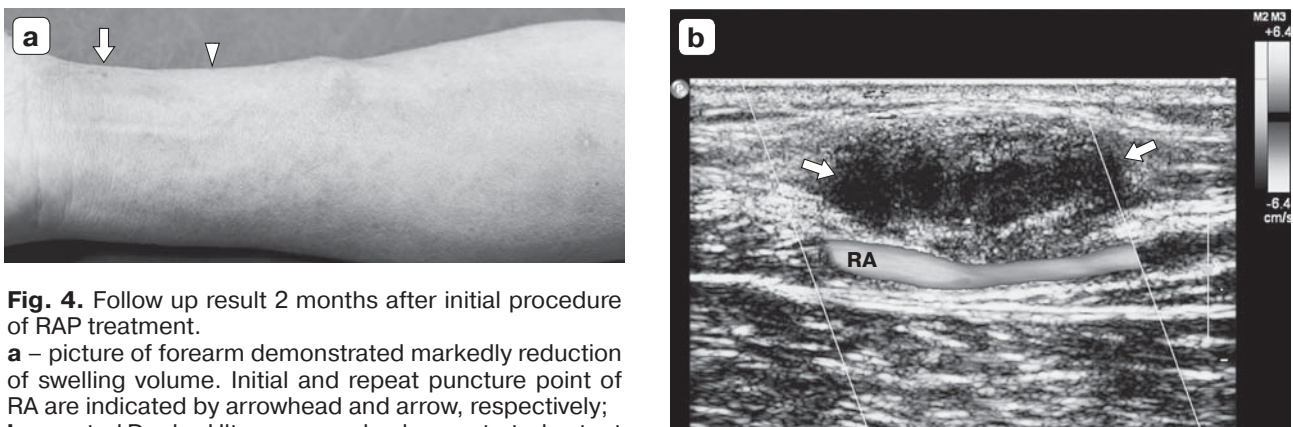 a
b
M2 M3
+6.4
-6.4
cm/s
RA
Fig. 4. Follow up result 2 months after initial procedure
of RAP treatment.
a – picture of forearm demonstrated markedly reduction
of swelling volume. Initial and repeat puncture point of
RA are indicated by arrowhead and arrow, respectively;